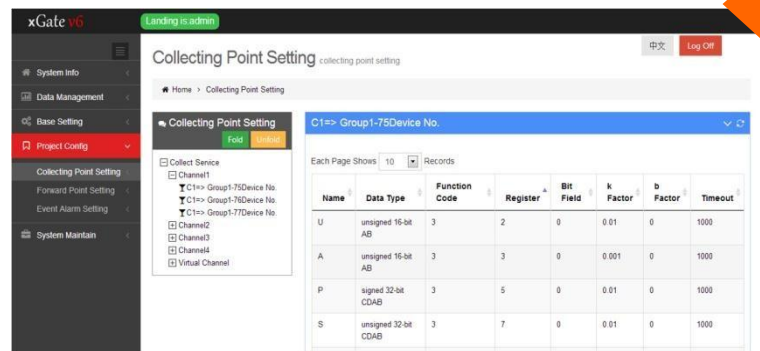 xGate v6
Landing is admin
Collecting Point Setting collecting point setting
中文
Log Off
Home > Collecting Point Setting
System Info
Data Management
Base Setting
Project Config
Collecting Point Setting
Forward Point Setting
Event Alarm Setting
System Maintain
Collecting Point Setting
Fold Unfold
Collect Service
Channel1
C1=> Group1-75Device No.
C1=> Group1-76Device No.
C1=> Group1-77Device No.
Channel2
Channel3
Channel4
Virtual Channel
C1=> Group1-75Device No.
Each Page Shows 10 Records
Name Data Type Function Code Register Bit Field k Factor b Factor Timeout
U unsigned 16-bit AB 3 2 0 0.01 0 1000
A unsigned 16-bit AB 3 3 0 0.001 0 1000
P signed 32-bit CDAB 3 5 0 0.01 0 1000
S unsigned 32-bit CDAB 3 7 0 0.01 0 1000